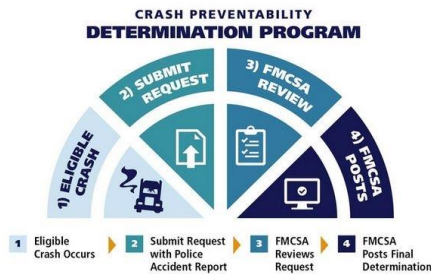 CRASH PREVENTABILITY
DETERMINATION PROGRAM
1) ELIGIBLE
CRASH
2) SUBMIT
REQUEST
3) FMCSA
REVIEW
4) FMCSA
POSTS
1 Eligible
Crash Occurs
2 Submit Request
with Police
Accident Report
3 FMCSA
Reviews
Request
4 FMCSA
Posts Final
Determination